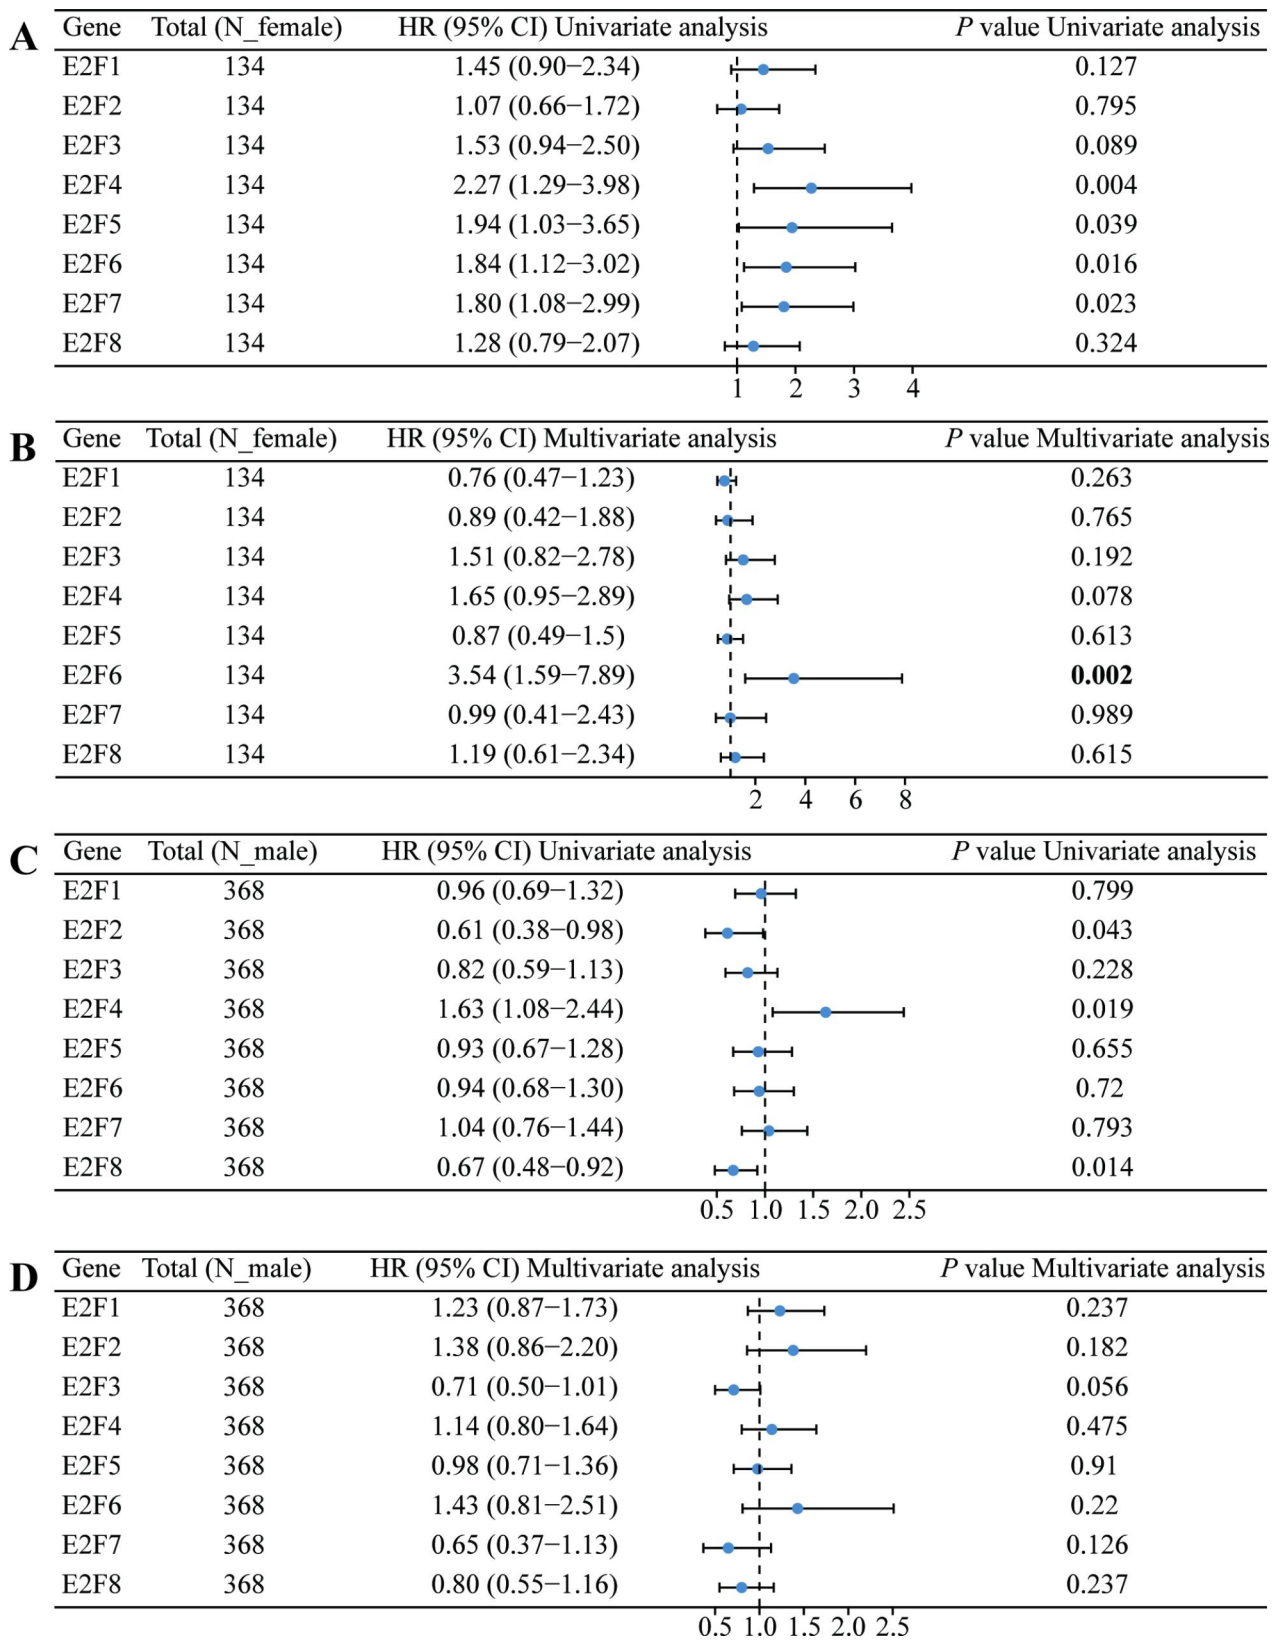 A
Gene Total (N_female) HR (95% CI) Univariate analysis P value Univariate analysis
E2F1 134 1.45 (0.90−2.34) 0.127
E2F2 134 1.07 (0.66−1.72) 0.795
E2F3 134 1.53 (0.94−2.50) 0.089
E2F4 134 2.27 (1.29−3.98) 0.004
E2F5 134 1.94 (1.03−3.65) 0.039
E2F6 134 1.84 (1.12−3.02) 0.016
E2F7 134 1.80 (1.08−2.99) 0.023
E2F8 134 1.28 (0.79−2.07) 0.324
1 2 3 4
B
Gene Total (N_female) HR (95% CI) Multivariate analysis P value Multivariate analysis
E2F1 134 0.76 (0.47−1.23) 0.263
E2F2 134 0.89 (0.42−1.88) 0.765
E2F3 134 1.51 (0.82−2.78) 0.192
E2F4 134 1.65 (0.95−2.89) 0.078
E2F5 134 0.87 (0.49−1.5) 0.613
E2F6 134 3.54 (1.59−7.89) 0.002
E2F7 134 0.99 (0.41−2.43) 0.989
E2F8 134 1.19 (0.61−2.34) 0.615
2 4 6 8
C
Gene Total (N_male) HR (95% CI) Univariate analysis P value Univariate analysis
E2F1 368 0.96 (0.69−1.32) 0.799
E2F2 368 0.61 (0.38−0.98) 0.043
E2F3 368 0.82 (0.59−1.13) 0.228
E2F4 368 1.63 (1.08−2.44) 0.019
E2F5 368 0.93 (0.67−1.28) 0.655
E2F6 368 0.94 (0.68−1.30) 0.72
E2F7 368 1.04 (0.76−1.44) 0.793
E2F8 368 0.67 (0.48−0.92) 0.014
0.5 1.0 1.5 2.0 2.5
D
Gene Total (N_male) HR (95% CI) Multivariate analysis P value Multivariate analysis
E2F1 368 1.23 (0.87−1.73) 0.237
E2F2 368 1.38 (0.86−2.20) 0.182
E2F3 368 0.71 (0.50−1.01) 0.056
E2F4 368 1.14 (0.80−1.64) 0.475
E2F5 368 0.98 (0.71−1.36) 0.91
E2F6 368 1.43 (0.81−2.51) 0.22
E2F7 368 0.65 (0.37−1.13) 0.126
E2F8 368 0.80 (0.55−1.16) 0.237
0.5 1.0 1.5 2.0 2.5